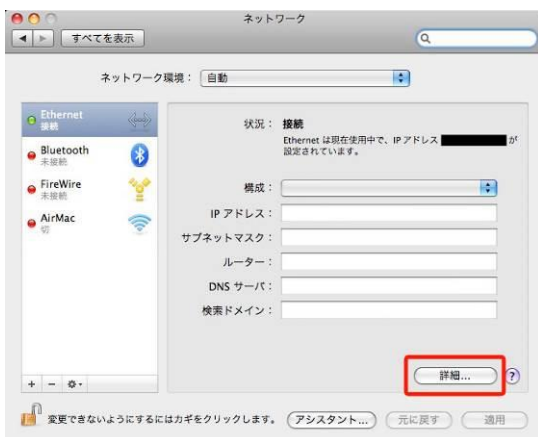 ネットワーク
すべてを表示
ネットワーク環境： 自動
Ethernet
接続
Bluetooth
未接続
FireWire
未接続
AirMac
切
状況： 接続
Ethernet は現在使用中で、IP アドレス が
設定されています。
構成：
IP アドレス：
サブネットマスク：
ルーター：
DNS サーバ：
検索ドメイン：
詳細...
?
変更できないようにするにはカギをクリックします。
アシスタント...
元に戻す
適用